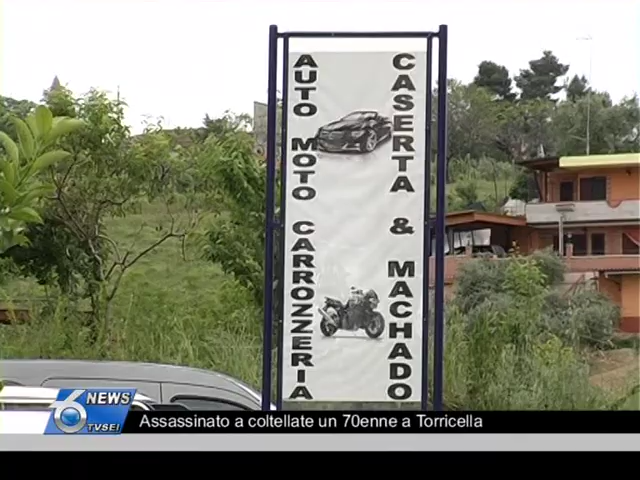 AUTO MOTO CARROZZERIA
CASERTA & MACHADO
6 NEWS
TVSEI
Assassinato a coltellate un 70enne a Torricella